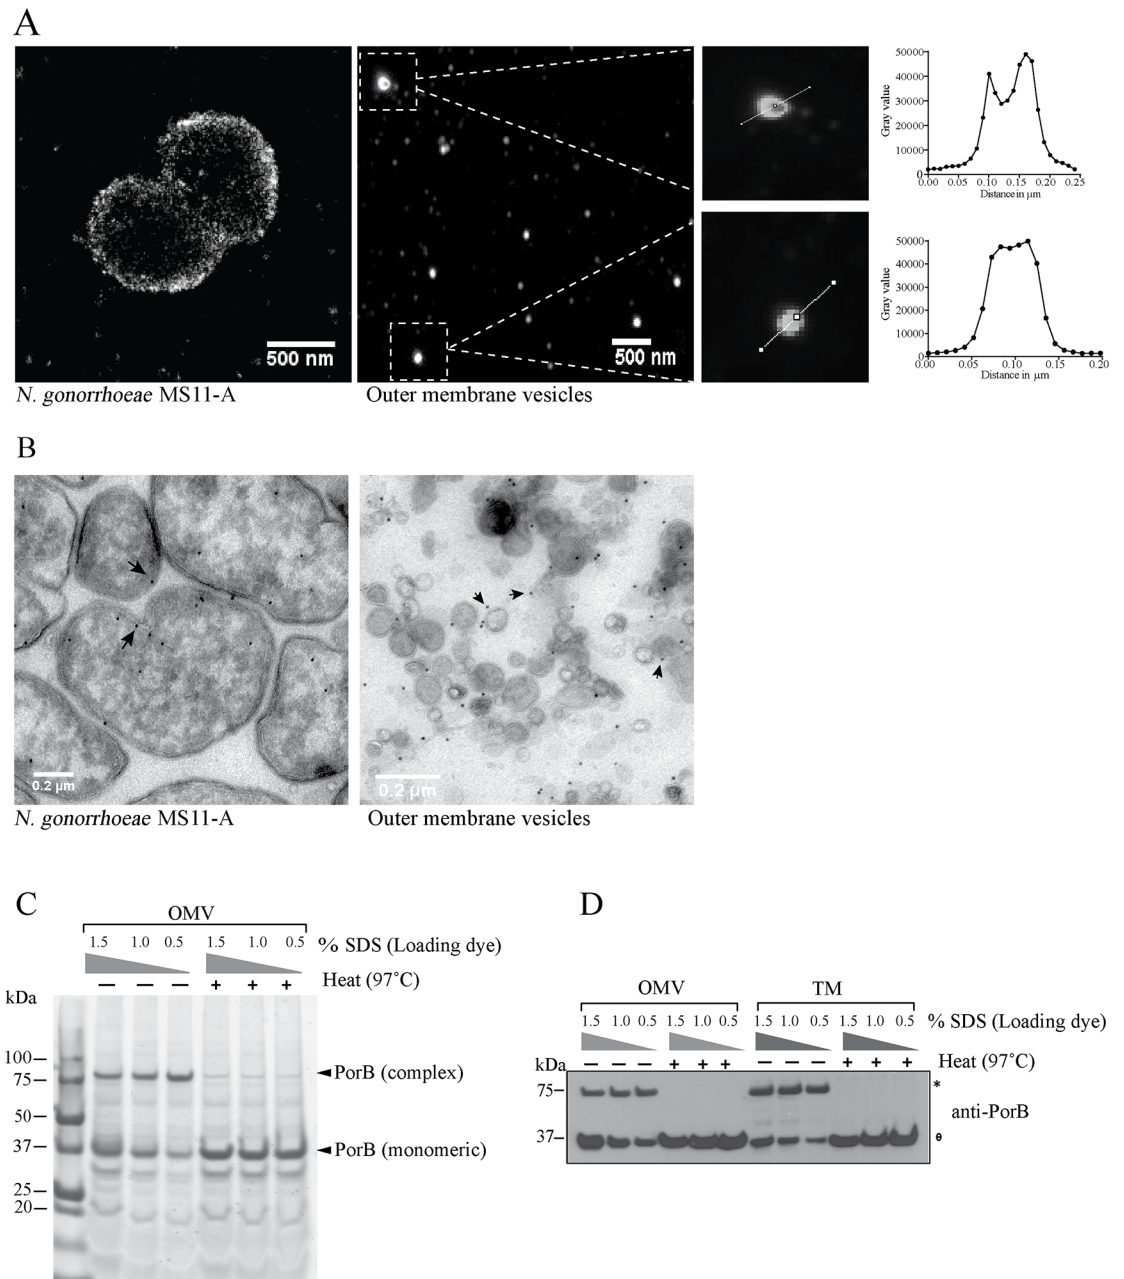 A
500 nm
500 nm
N. gonorrhoeae MS11-A
Outer membrane vesicles
50000
40000
30000
20000
10000
0
Gray value
0.00 0.05 0.10 0.15 0.20 0.25
Distance in µm
50000
40000
30000
20000
10000
0
Gray value
0.00 0.05 0.10 0.15 0.20
Distance in µm
B
0.2 µm
0.2 µm
N. gonorrhoeae MS11-A
Outer membrane vesicles
C
OMV
1.5 1.0 0.5 1.5 1.0 0.5 % SDS (Loading dye)
— — — + + + Heat (97˚C)
kDa
100
75
50
37
25
20
PorB (complex)
PorB (monomeric)
D
OMV TM
1.5 1.0 0.5 1.5 1.0 0.5 1.5 1.0 0.5 1.5 1.0 0.5 % SDS (Loading dye)
— — — + + + — — — + + + Heat (97˚C)
kDa
75
*
anti-PorB
37
θ